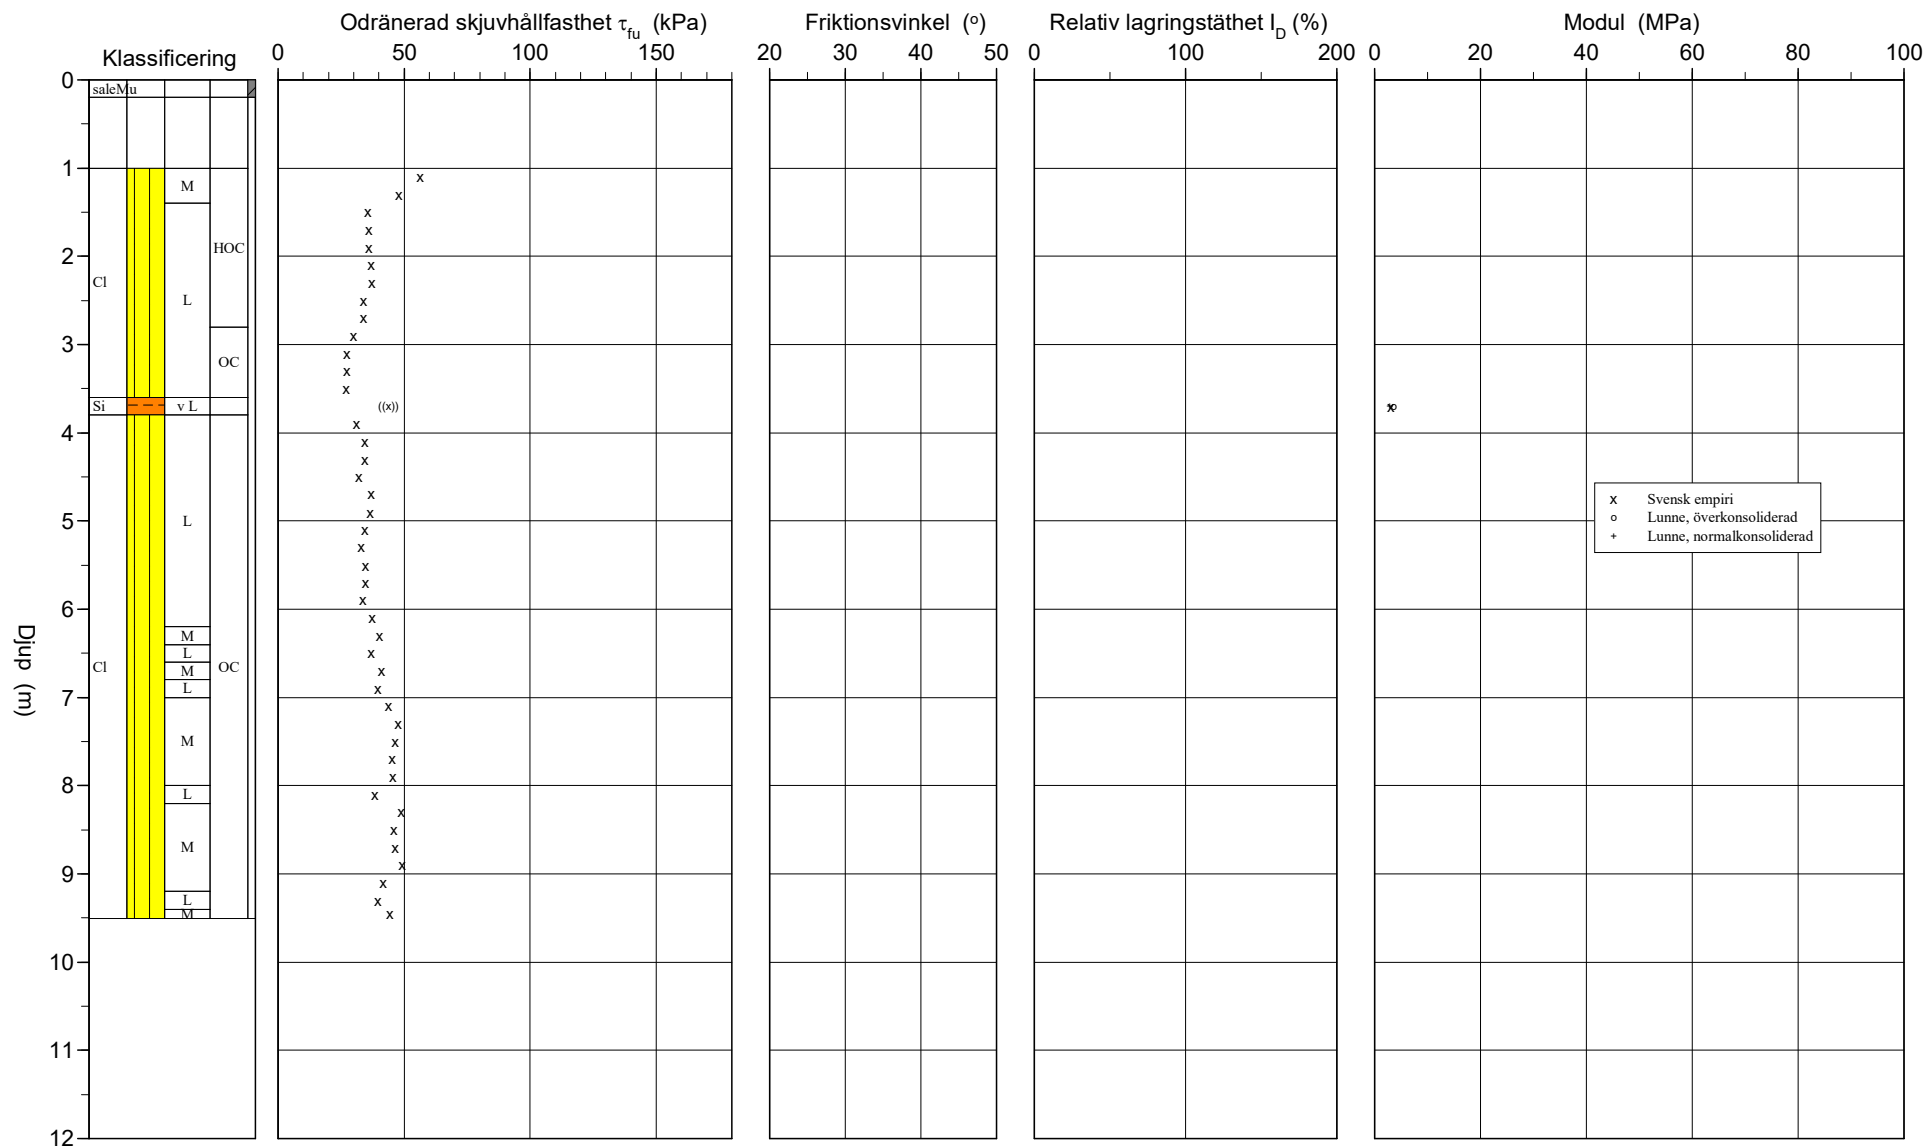 Klassificering
Odränerad skjuvhållfasthet τfu (kPa)
Friktionsvinkel (o)
Relativ lagringstäthet ID (%)
Modul (MPa)
0 50 100 150
20 30 40 50
0 100 200
0 20 40 60 80 100
Djup (m)
0
1
2
3
4
5
6
7
8
9
10
11
12
saleMu
Cl
Si
Cl
M
L
v L
L
M
L
M
L
M
L
M
L
M
HOC
OC
OC
((x))
x Svensk empiri
o Lunne, överkonsoliderad
+ Lunne, normalkonsoliderad